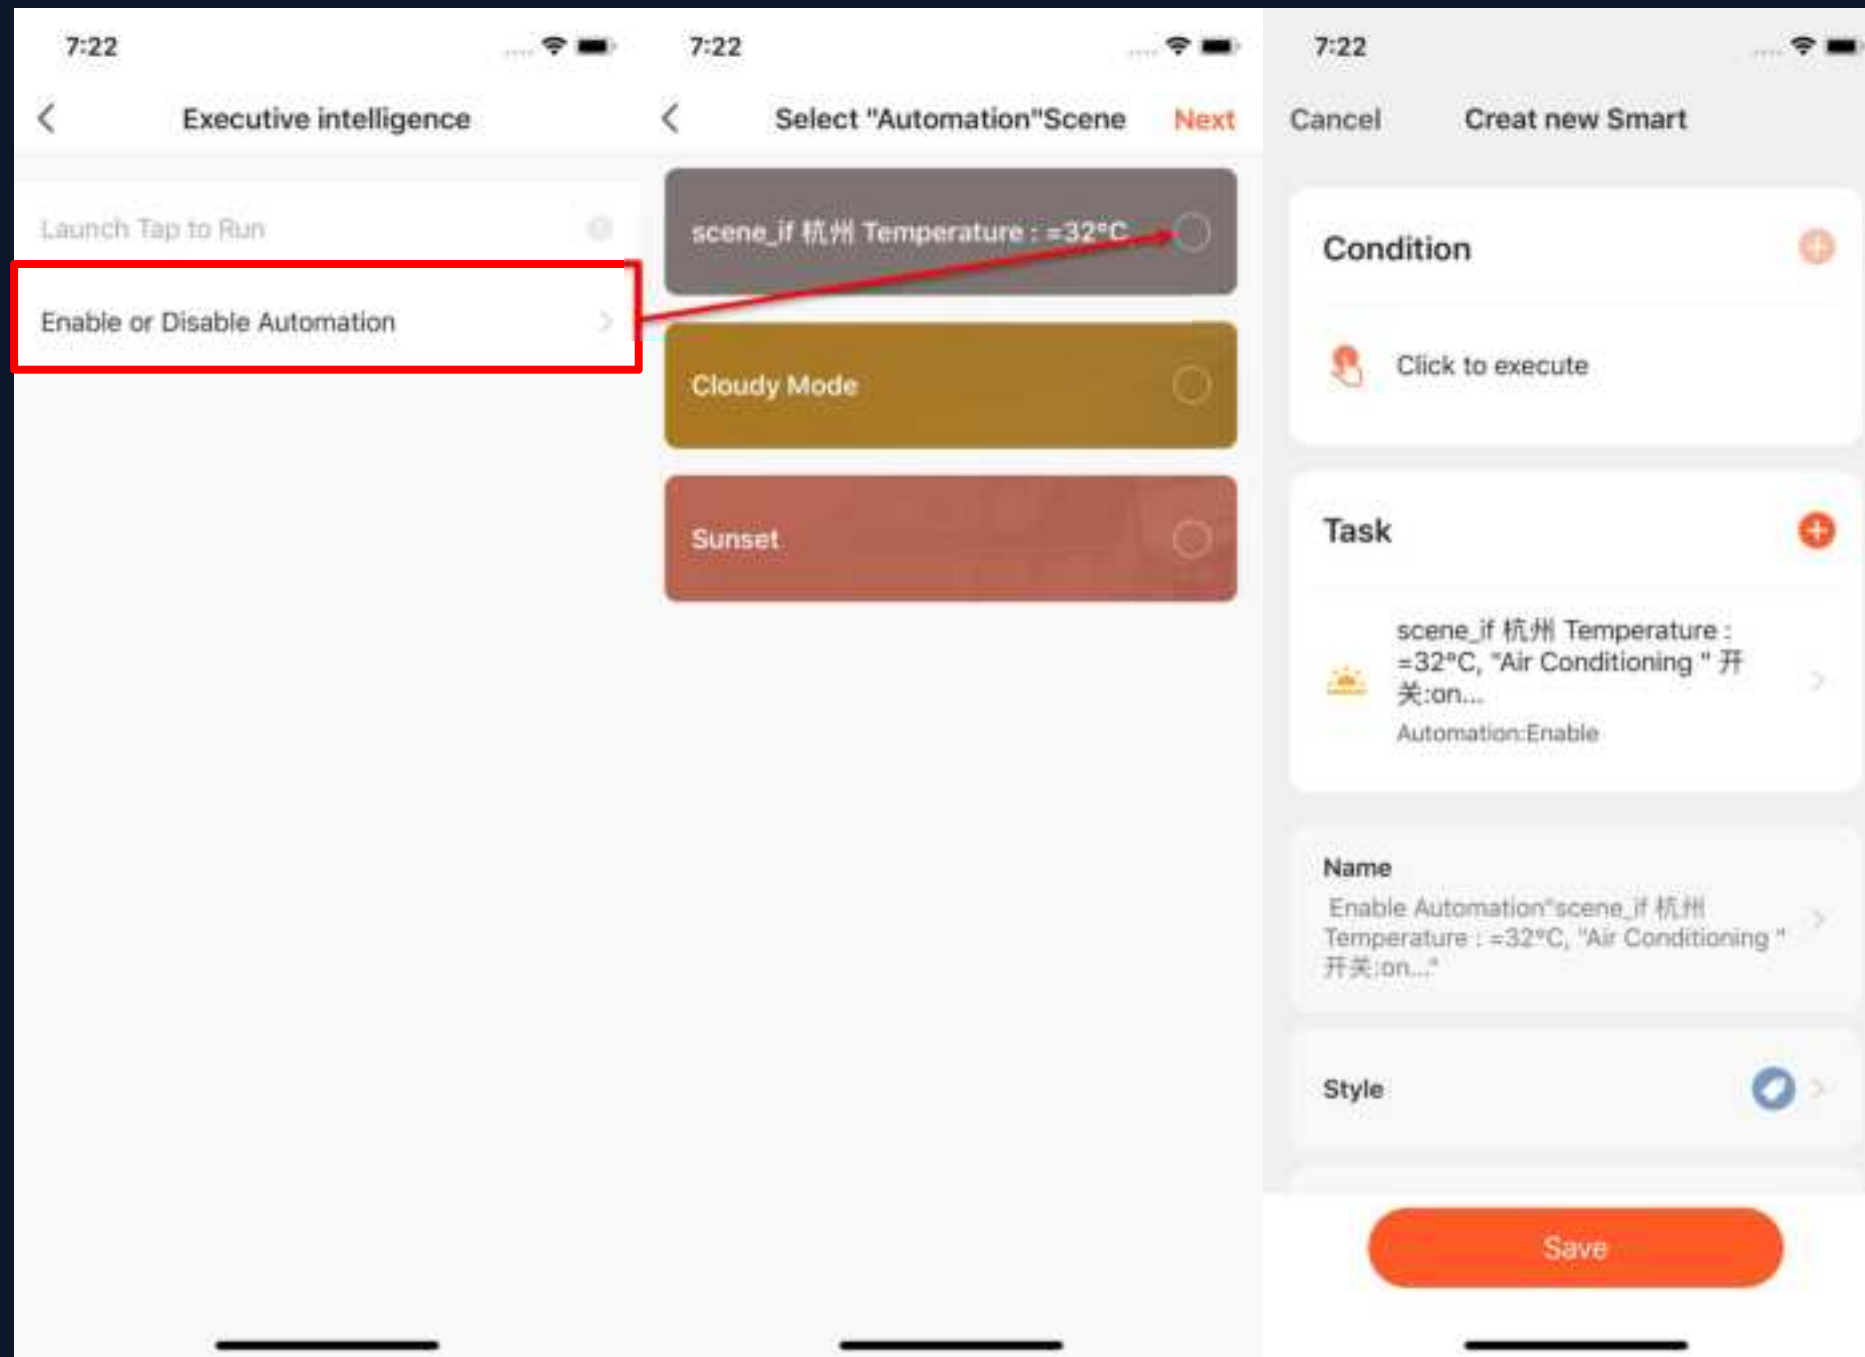 7:22
Executive intelligence
Launch Tap to Run
Enable or Disable Automation
7:22
Select "Automation"Scene
Next
scene_if 杭州 Temperature : =32°C
Cloudy Mode
Sunset
7:22
Cancel
Creat new Smart
Condition
Click to execute
Task
scene_if 杭州 Temperature :
=32°C, "Air Conditioning " 开
关:on...
Automation:Enable
Name
Enable Automation"scene_if 杭州
Temperature : =32°C, "Air Conditioning "
开关:on..."
Style
Save